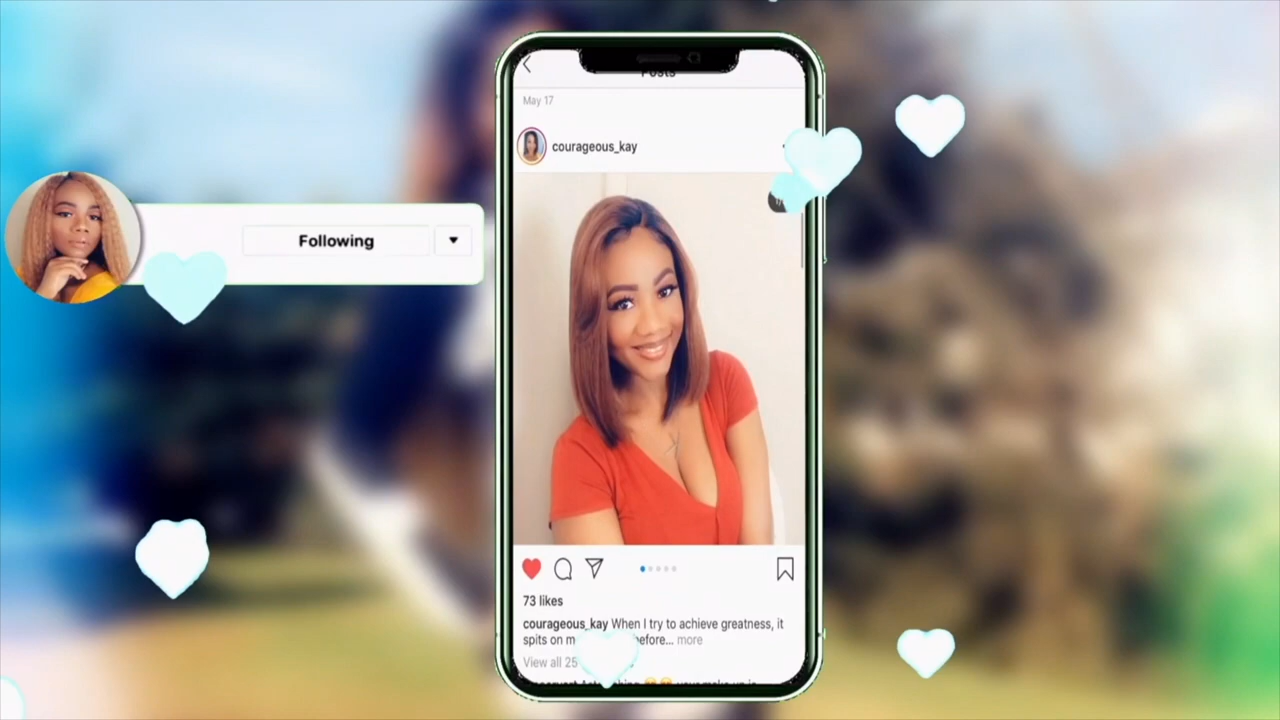 Posts
May 17
courageous_kay
Following
73 likes
courageous_kay When I try to achieve greatness, it
spits on before... more
View all 25